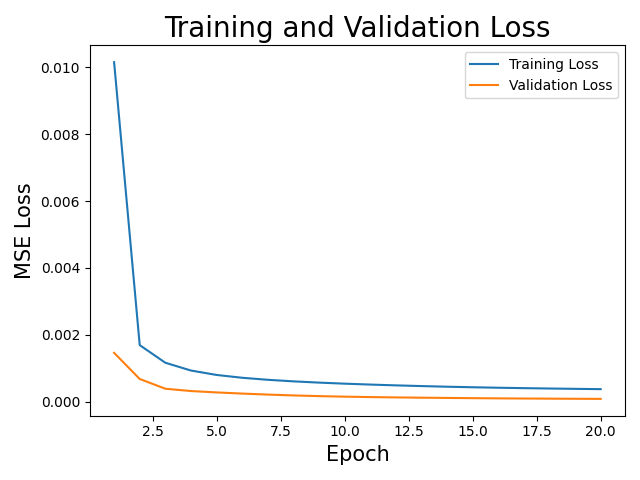 Training and Validation Loss
Training Loss
Validation Loss
0.010
0.008
0.006
0.004
0.002
0.000
MSE Loss
2.5
5.0
7.5
10.0
12.5
15.0
17.5
20.0
Epoch